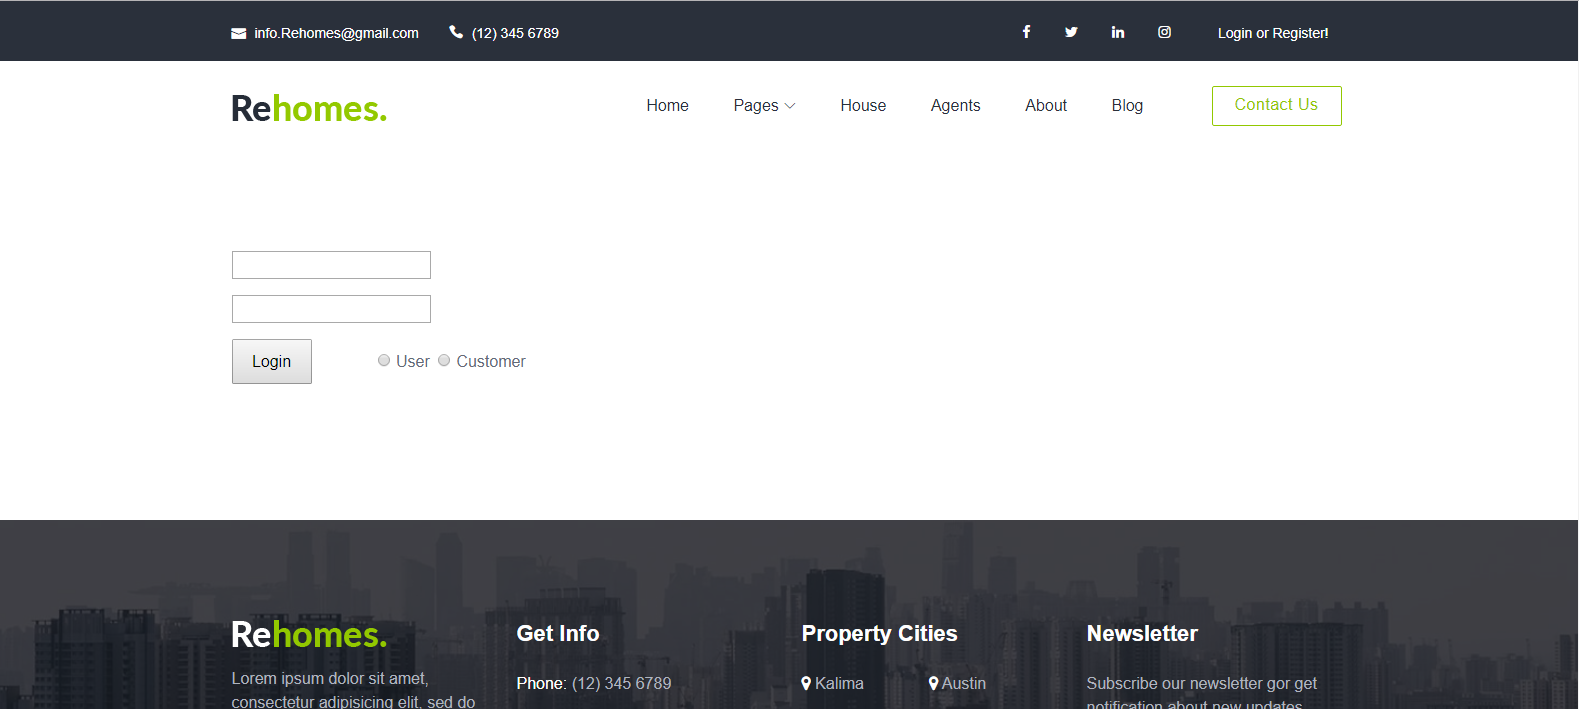 info.Rehomes@gmail.com (12) 345 6789 Login or Register!
Rehomes. Home Pages House Agents About Blog Contact Us
Login User Customer
Rehomes. Get Info Property Cities Newsletter
Lorem ipsum dolor sit amet, Phone: (12) 345 6789 Kalima Austin Subscribe our newsletter gor get
consectetur adipisicing elit, sed do notification about new updates